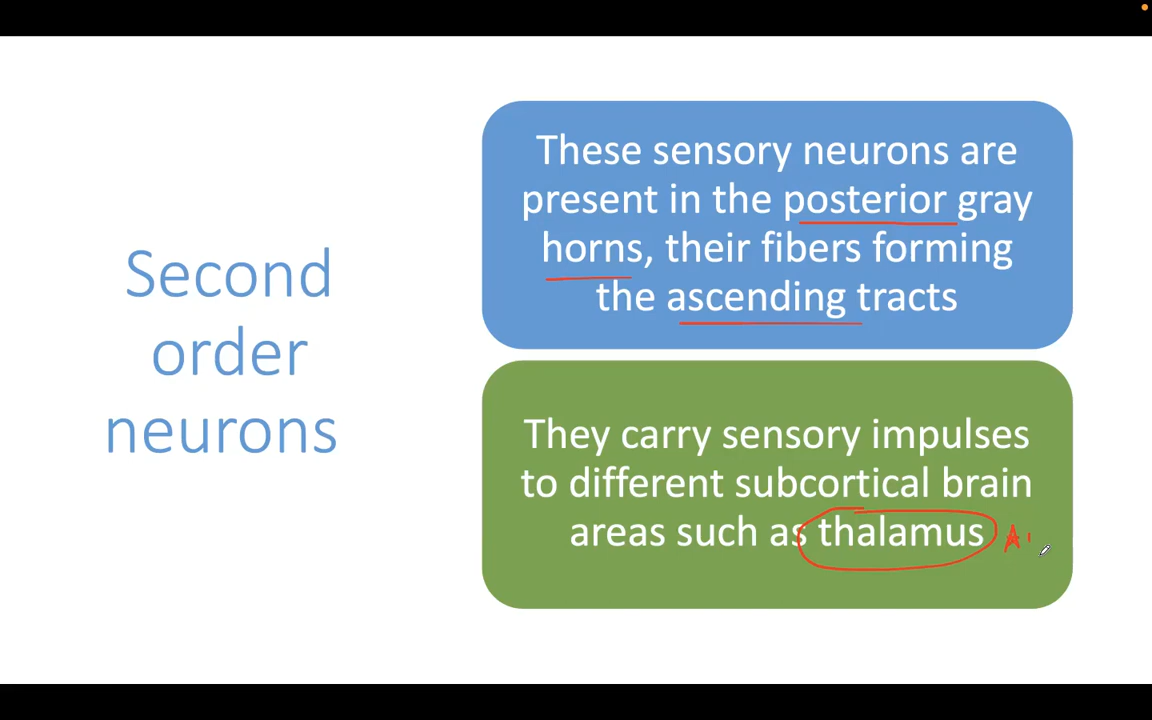 Second
order
neurons
These sensory neurons are
present in the posterior gray
horns, their fibers forming
the ascending tracts
They carry sensory impulses
to different subcortical brain
areas such as thalamus